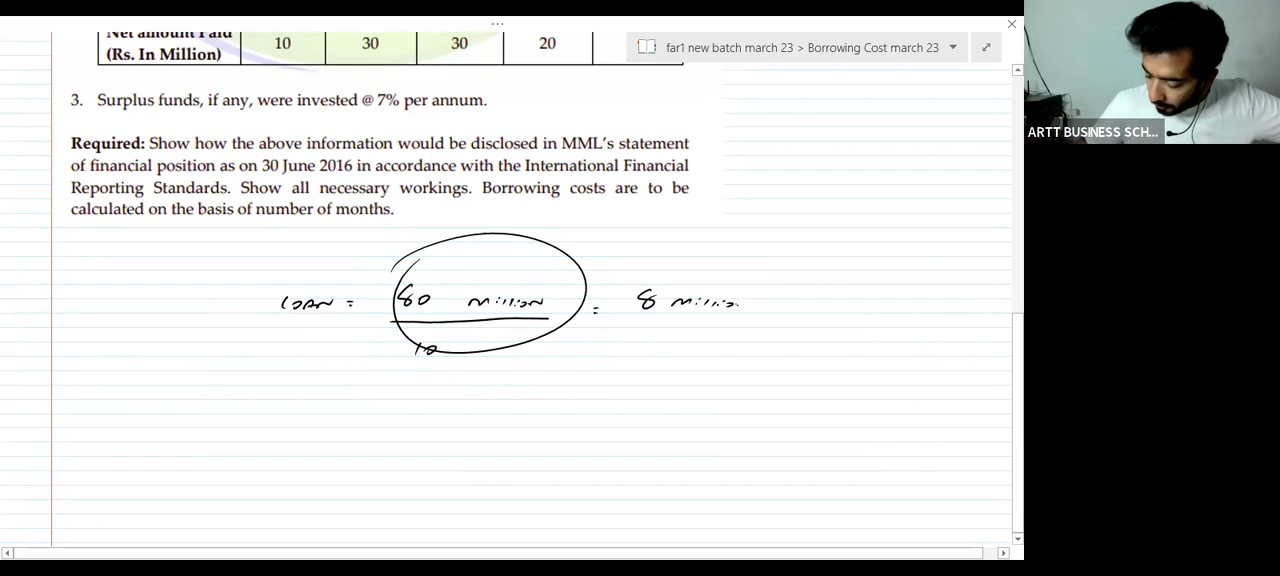 Net amount Paid
(Rs. In Million) 10 30 30 20
far1 new batch march 23 > Borrowing Cost march 23
3. Surplus funds, if any, were invested @ 7% per annum.
Required: Show how the above information would be disclosed in MML's statement
of financial position as on 30 June 2016 in accordance with the International Financial
Reporting Standards. Show all necessary workings. Borrowing costs are to be
calculated on the basis of number of months.
LOAN = 80 million = 8 million
10
ARTT BUSINESS SCH...